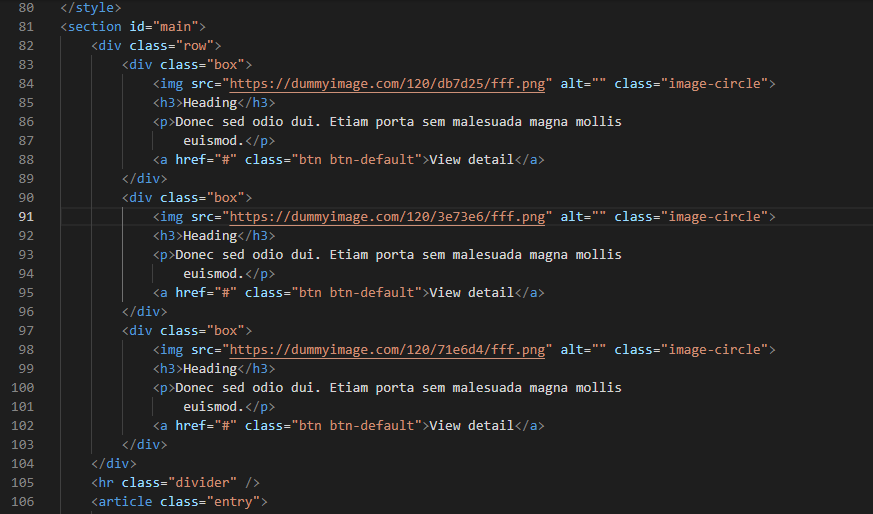 80 </style>
81 <section id="main">
82 <div class="row">
83 <div class="box">
84 <img src="https://dummyimage.com/120/db7d25/fff.png" alt="" class="image-circle">
85 <h3>Heading</h3>
86 <p>Donec sed odio dui. Etiam porta sem malesuada magna mollis
87 euismod.</p>
88 <a href="#" class="btn btn-default">View detail</a>
89 </div>
90 <div class="box">
91 <img src="https://dummyimage.com/120/3e73e6/fff.png" alt="" class="image-circle">
92 <h3>Heading</h3>
93 <p>Donec sed odio dui. Etiam porta sem malesuada magna mollis
94 euismod.</p>
95 <a href="#" class="btn btn-default">View detail</a>
96 </div>
97 <div class="box">
98 <img src="https://dummyimage.com/120/71e6d4/fff.png" alt="" class="image-circle">
99 <h3>Heading</h3>
100 <p>Donec sed odio dui. Etiam porta sem malesuada magna mollis
101 euismod.</p>
102 <a href="#" class="btn btn-default">View detail</a>
103 </div>
104 </div>
105 <hr class="divider" />
106 <article class="entry">